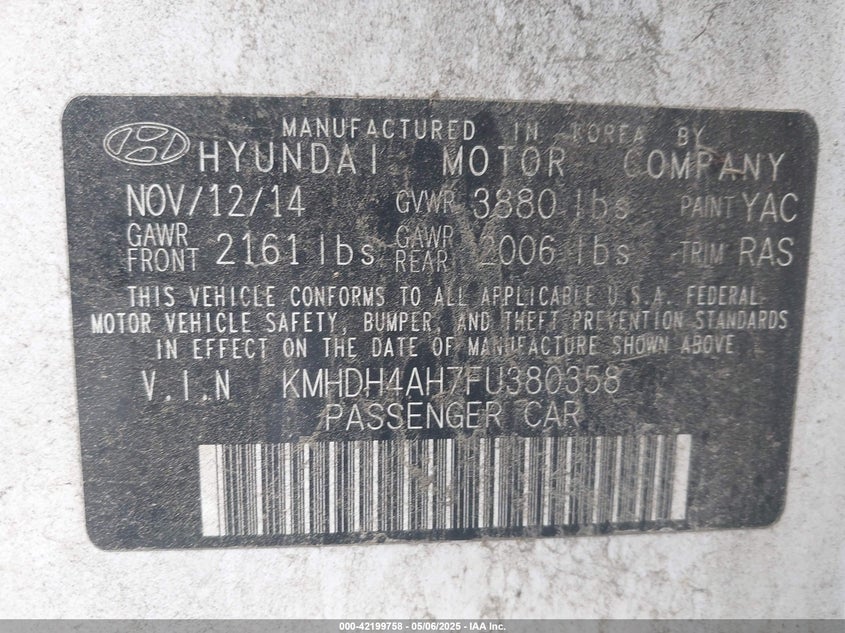 MANUFACTURED IN KOREA BY
HYUNDAI MOTOR COMPANY
NOV/12/14 GVWR 3880 lbs PAINT YAC
GAWR FRONT 2161 lbs GAWR REAR 2006 lbs TRIM RAS
THIS VEHICLE CONFORMS TO ALL APPLICABLE U.S.A. FEDERAL
MOTOR VEHICLE SAFETY, BUMPER, AND THEFT PREVENTION STANDARDS
IN EFFECT ON THE DATE OF MANUFACTURE SHOWN ABOVE
V.I.N KMHDH4AH7FU380358
PASSENGER CAR
000-42199758 - 05/06/2025 - IAA Inc.